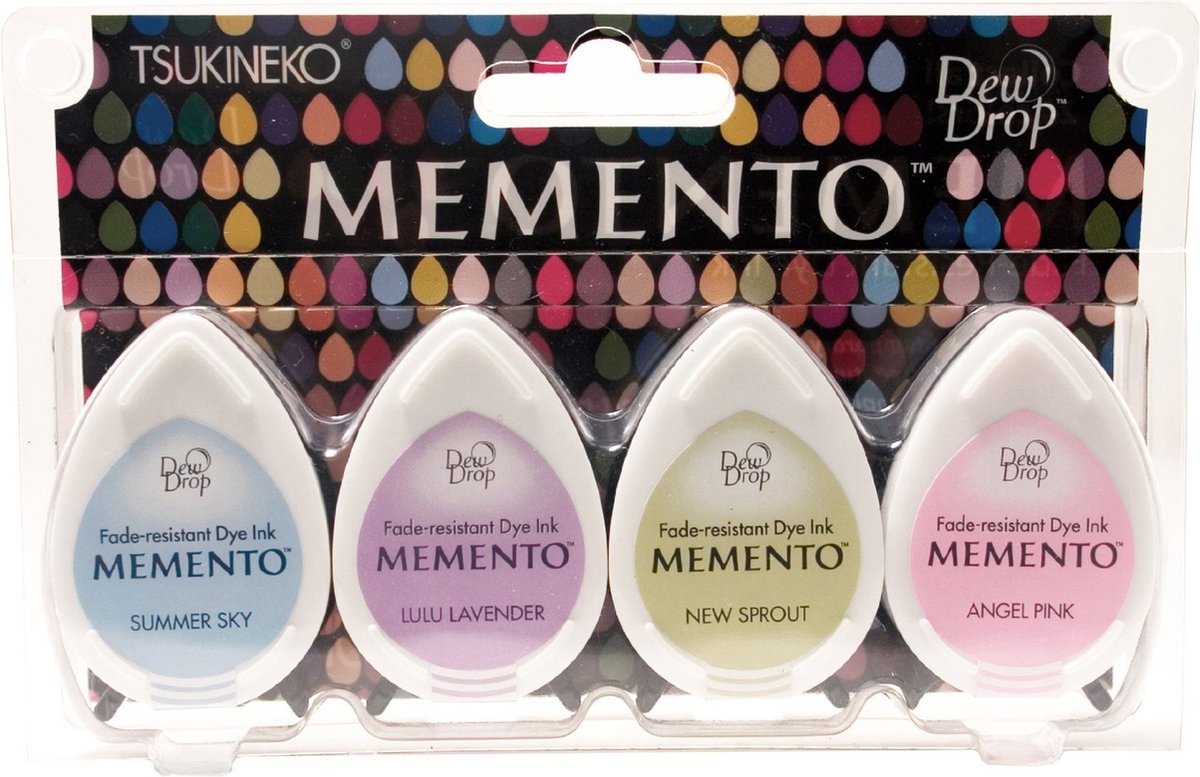 TSUKINEKO®
Dew
Drop™
MEMENTO™
Dew
Drop
Fade-resistant Dye Ink
MEMENTO™
SUMMER SKY
Dew
Drop
Fade-resistant Dye Ink
MEMENTO™
LULU LAVENDER
Dew
Drop
Fade-resistant Dye Ink
MEMENTO™
NEW SPROUT
Dew
Drop
Fade-resistant Dye Ink
MEMENTO™
ANGEL PINK